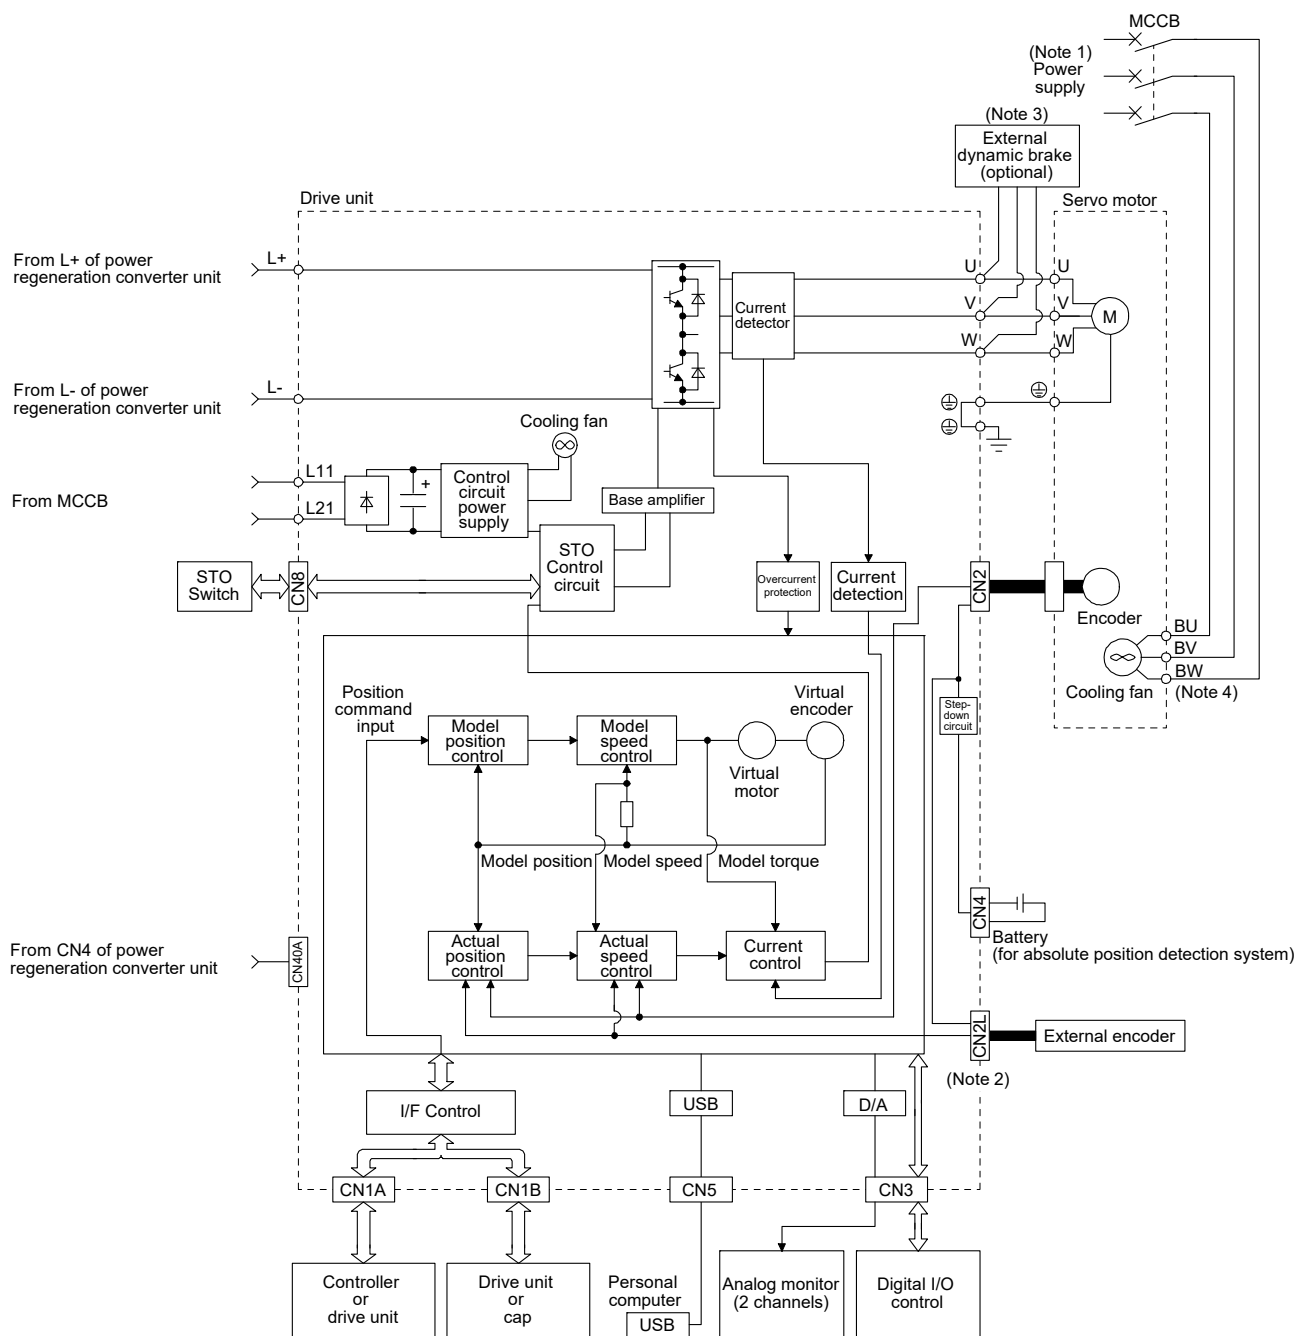 MCCB
(Note 1)
Power
supply
(Note 3)
External
dynamic brake
(optional)
Drive unit
Servo motor
From L+ of power
regeneration converter unit
L+
U
U
Current
detector
V
V
M
W
W
From L- of power
regeneration converter unit
L-
Cooling fan
L11
+
Control
circuit
power
supply
From MCCB
Base amplifier
L21
STO
Control
circuit
STO
Switch
CN8
Overcurrent
protection
Current
detection
CN2
Encoder
BU
BV
BW
Cooling fan
(Note 4)
Position
command
input
Virtual
encoder
Step-
down
circuit
Model
position
control
Model
speed
control
Virtual
motor
Model position
Model speed
Model torque
CN4
Battery
(for absolute position detection system)
From CN4 of power
regeneration converter unit
CN40A
Actual
position
control
Actual
speed
control
Current
control
CN2L
External encoder
(Note 2)
I/F Control
USB
D/A
CN1A
CN1B
CN5
CN3
Controller
or
drive unit
Drive unit
or
cap
Personal
computer
USB
Analog monitor
(2 channels)
Digital I/O
control